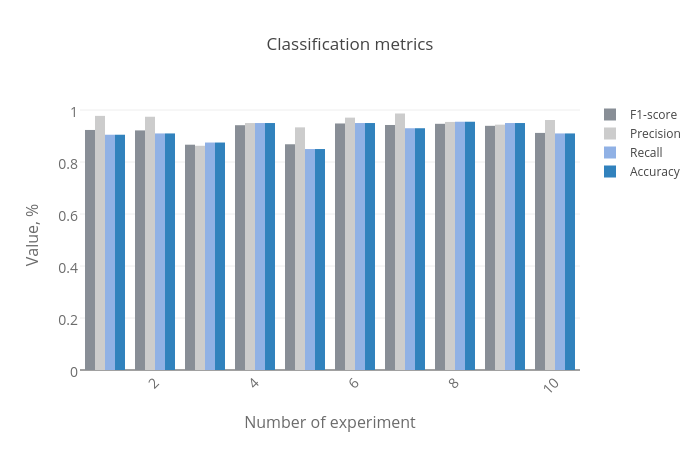 Classification metrics
F1-score
Precision
Recall
Accuracy
Value, %
1
0.8
0.6
0.4
0.2
0
2
4
6
8
10
Number of experiment